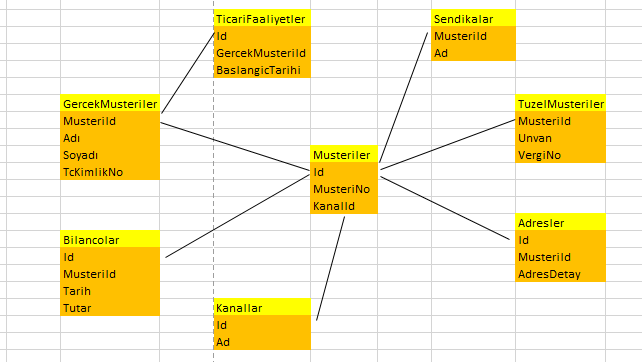 TicariFaaliyetler
Id
GercekMusteriId
BaslangicTarihi
Sendikalar
MusteriId
Ad
GercekMusteriler
MusteriId
Adı
Soyadı
TcKimlikNo
TuzelMusteriler
MusteriId
Unvan
VergiNo
Musteriler
Id
MusteriNo
KanalId
Bilancolar
Id
MusteriId
Tarih
Tutar
Adresler
Id
MusteriId
AdresDetay
Kanallar
Id
Ad